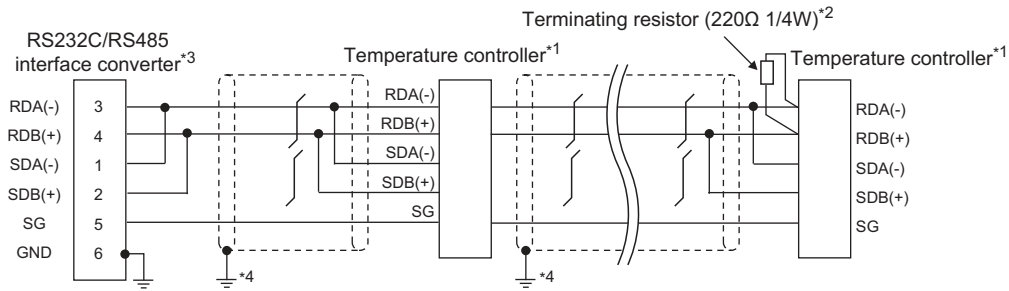 Terminating resistor (220Ω 1/4W)*2
RS232C/RS485
interface converter*3
Temperature controller*1
Temperature controller*1
RDA(-) 3
RDB(+) 4
SDA(-) 1
SDB(+) 2
SG 5
GND 6
RDA(-)
RDB(+)
SDA(-)
SDB(+)
SG
RDA(-)
RDB(+)
SDA(-)
SDB(+)
SG
*4
*4